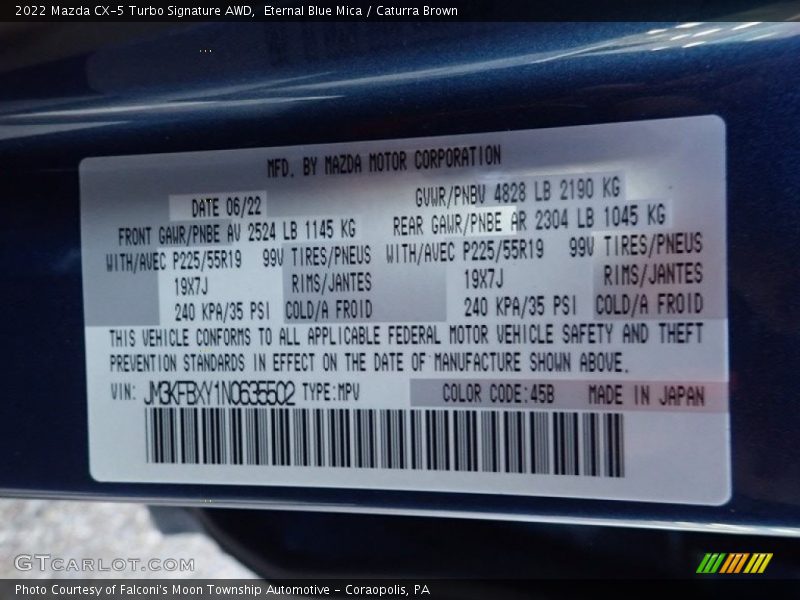 2022 Mazda CX-5 Turbo Signature AWD, Eternal Blue Mica / Caturra Brown
MFD. BY MAZDA MOTOR CORPORATION
DATE 06/22 GVWR/PNBV 4828 LB 2190 KG
FRONT GAWR/PNBE AV 2524 LB 1145 KG REAR GAWR/PNBE AR 2304 LB 1045 KG
WITH/AVEC P225/55R19 99V TIRES/PNEUS WITH/AVEC P225/55R19 99V TIRES/PNEUS
19X7J RIMS/JANTES 19X7J RIMS/JANTES
240 KPA/35 PSI COLD/A FROID 240 KPA/35 PSI COLD/A FROID
THIS VEHICLE CONFORMS TO ALL APPLICABLE FEDERAL MOTOR VEHICLE SAFETY AND THEFT
PREVENTION STANDARDS IN EFFECT ON THE DATE OF MANUFACTURE SHOWN ABOVE.
VIN: JM3KFBXY1N0635502 TYPE:MPV COLOR CODE:45B MADE IN JAPAN
GTCARLOT.COM
Photo Courtesy of Falconi's Moon Township Automotive - Coraopolis, PA